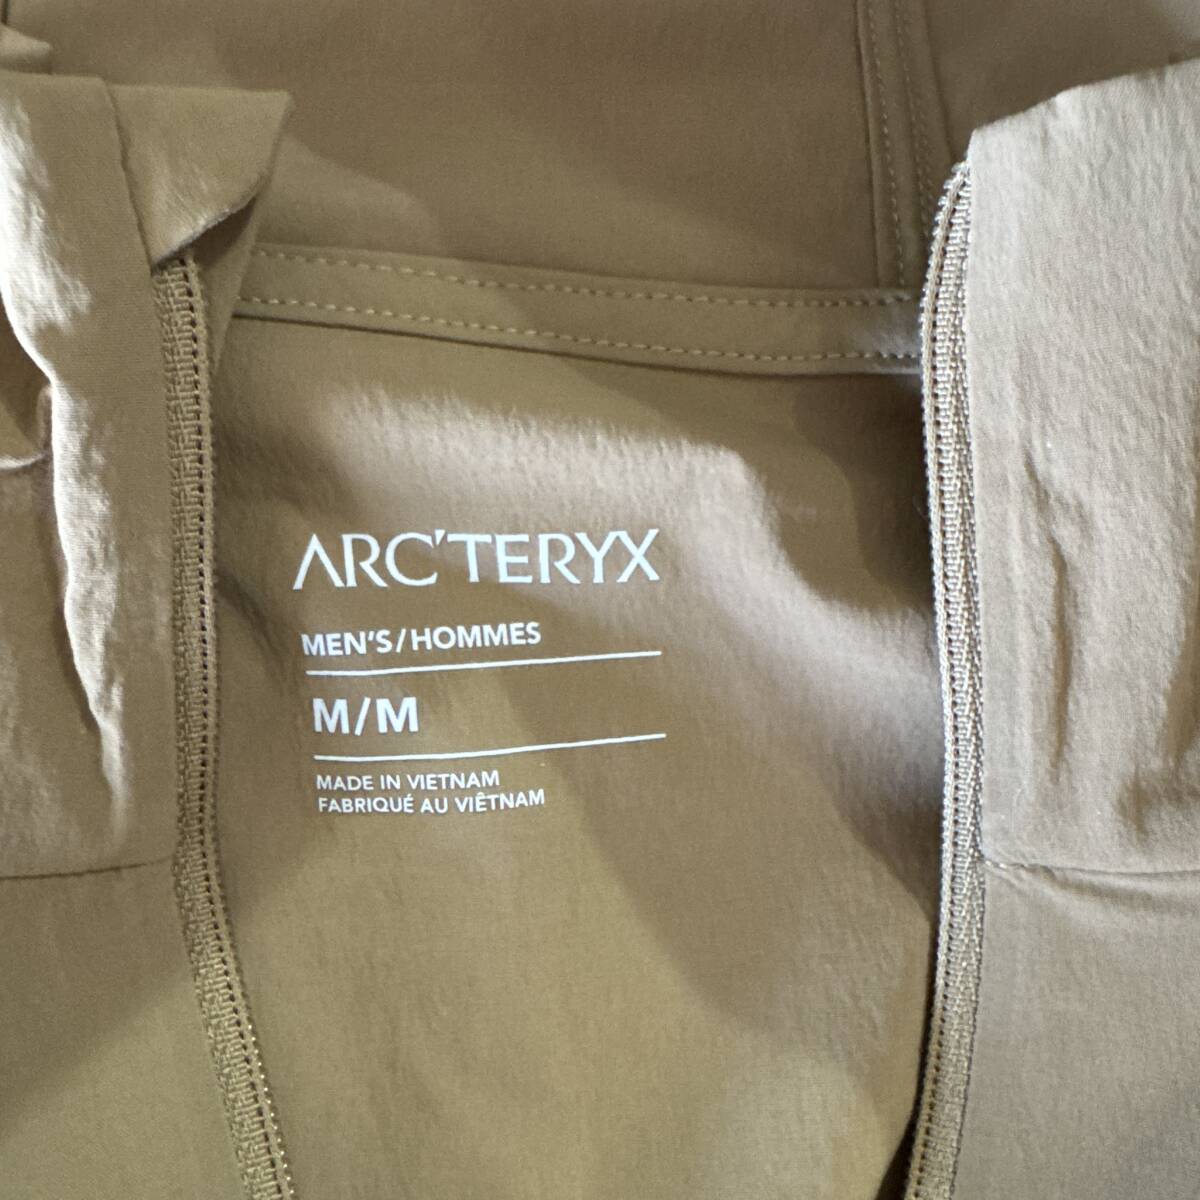 ARC'TERYX
MEN'S/HOMMES
M/M
MADE IN VIETNAM
FABRIQUÉ AU VIÊTNAM